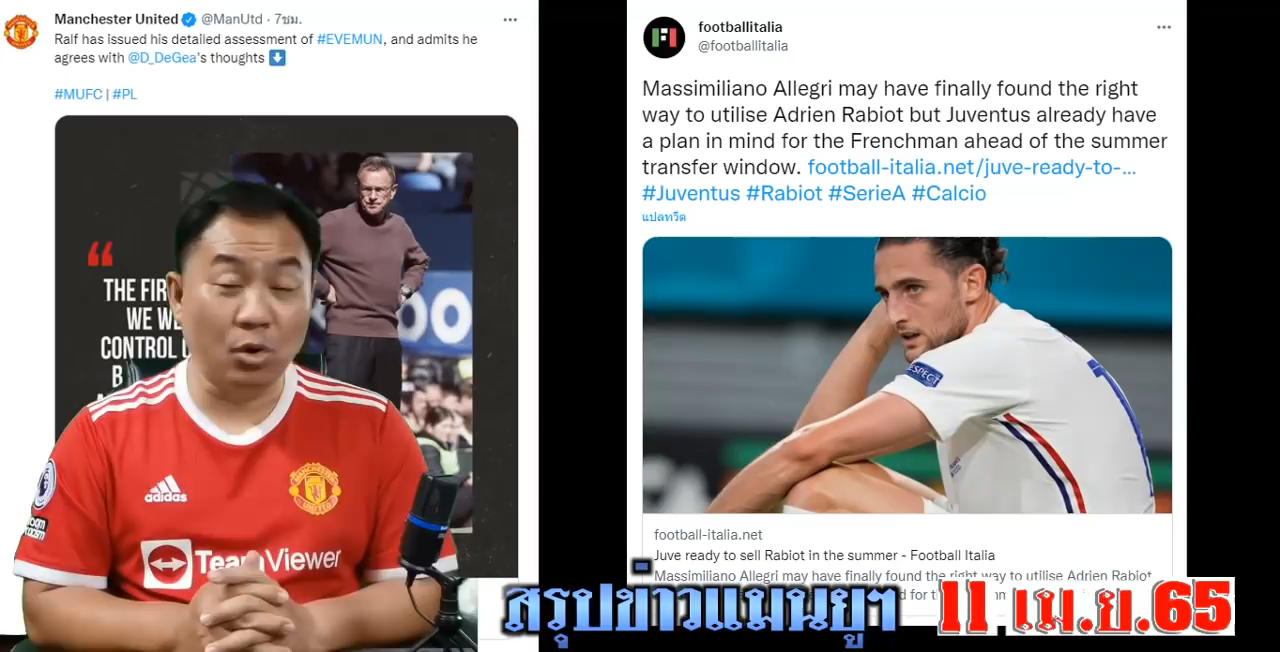 Manchester United @ManUtd · 7ชม.
Ralf has issued his detailed assessment of #EVEMUN, and admits he
agrees with @D_DeGea's thoughts
#MUFC | #PL
THE FIR
WE WE
CONTROL
B
adidas
TeamViewer
footballitalia
@footballitalia
Massimiliano Allegri may have finally found the right
way to utilise Adrien Rabiot but Juventus already have
a plan in mind for the Frenchman ahead of the summer
transfer window. football-italia.net/juve-ready-to-...
#Juventus #Rabiot #SerieA #Calcio
แปลทวีต
RESPECT
football-italia.net
Juve ready to sell Rabiot in the summer - Football Italia
Massimiliano Allegri may have finally found the right way to utilise Adrien Rabiot
สรุปข่าวแมนยูฯ 11 เม.ย.65